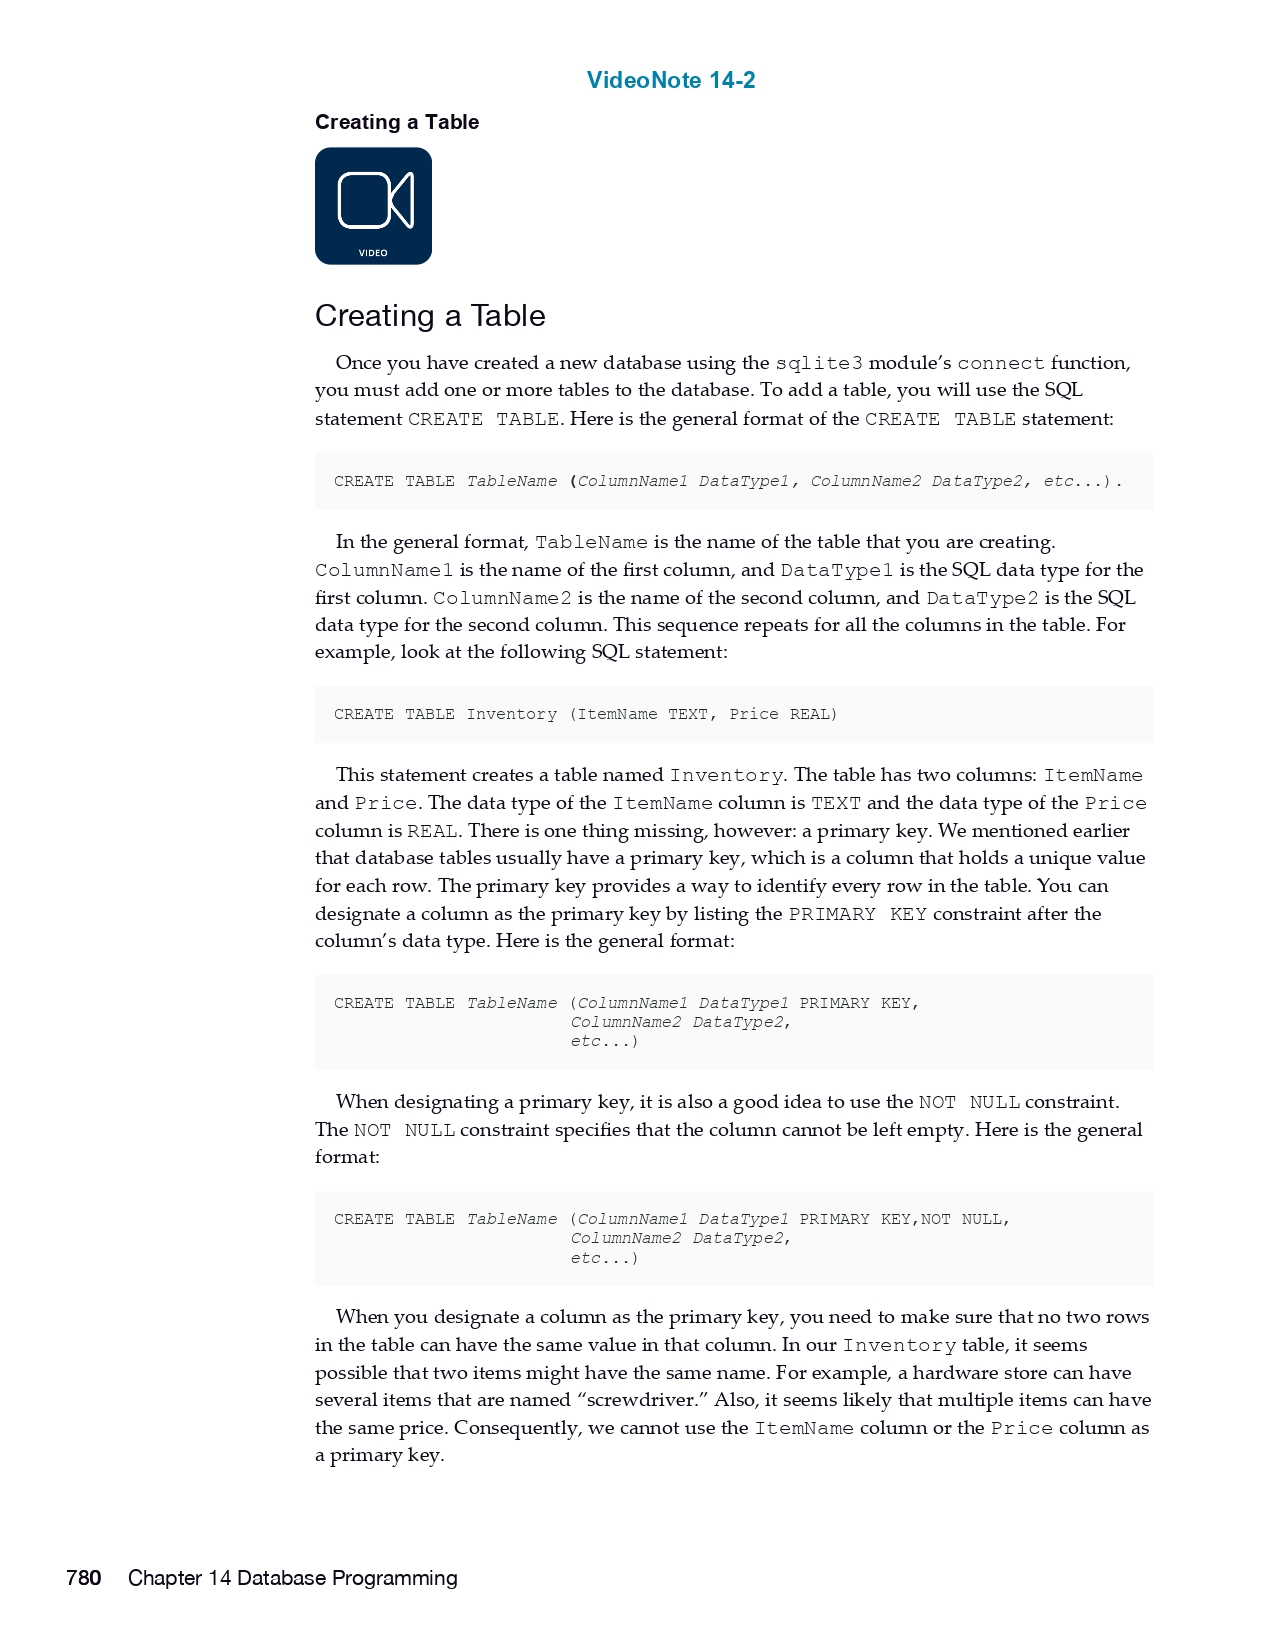 VideoNote 14-2
Creating a Table
VIDEO
Creating a Table
Once you have created a new database using the sqlite3 module’s connect function,
you must add one or more tables to the database. To add a table, you will use the SQL
statement CREATE TABLE. Here is the general format of the CREATE TABLE statement:
CREATE TABLE TableName (ColumnName1 DataType1, ColumnName2 DataType2, etc...).
In the general format, TableName is the name of the table that you are creating.
ColumnName1 is the name of the first column, and DataType1 is the SQL data type for the
first column. ColumnName2 is the name of the second column, and DataType2 is the SQL
data type for the second column. This sequence repeats for all the columns in the table. For
example, look at the following SQL statement:
CREATE TABLE Inventory (ItemName TEXT, Price REAL)
This statement creates a table named Inventory. The table has two columns: ItemName
and Price. The data type of the ItemName column is TEXT and the data type of the Price
column is REAL. There is one thing missing, however: a primary key. We mentioned earlier
that database tables usually have a primary key, which is a column that holds a unique value
for each row. The primary key provides a way to identify every row in the table. You can
designate a column as the primary key by listing the PRIMARY KEY constraint after the
column’s data type. Here is the general format:
CREATE TABLE TableName (ColumnName1 DataType1 PRIMARY KEY,
ColumnName2 DataType2,
etc...)
When designating a primary key, it is also a good idea to use the NOT NULL constraint.
The NOT NULL constraint specifies that the column cannot be left empty. Here is the general
format:
CREATE TABLE TableName (ColumnName1 DataType1 PRIMARY KEY,NOT NULL,
ColumnName2 DataType2,
etc...)
When you designate a column as the primary key, you need to make sure that no two rows
in the table can have the same value in that column. In our Inventory table, it seems
possible that two items might have the same name. For example, a hardware store can have
several items that are named “screwdriver.” Also, it seems likely that multiple items can have
the same price. Consequently, we cannot use the ItemName column or the Price column as
a primary key.
780 Chapter 14 Database Programming